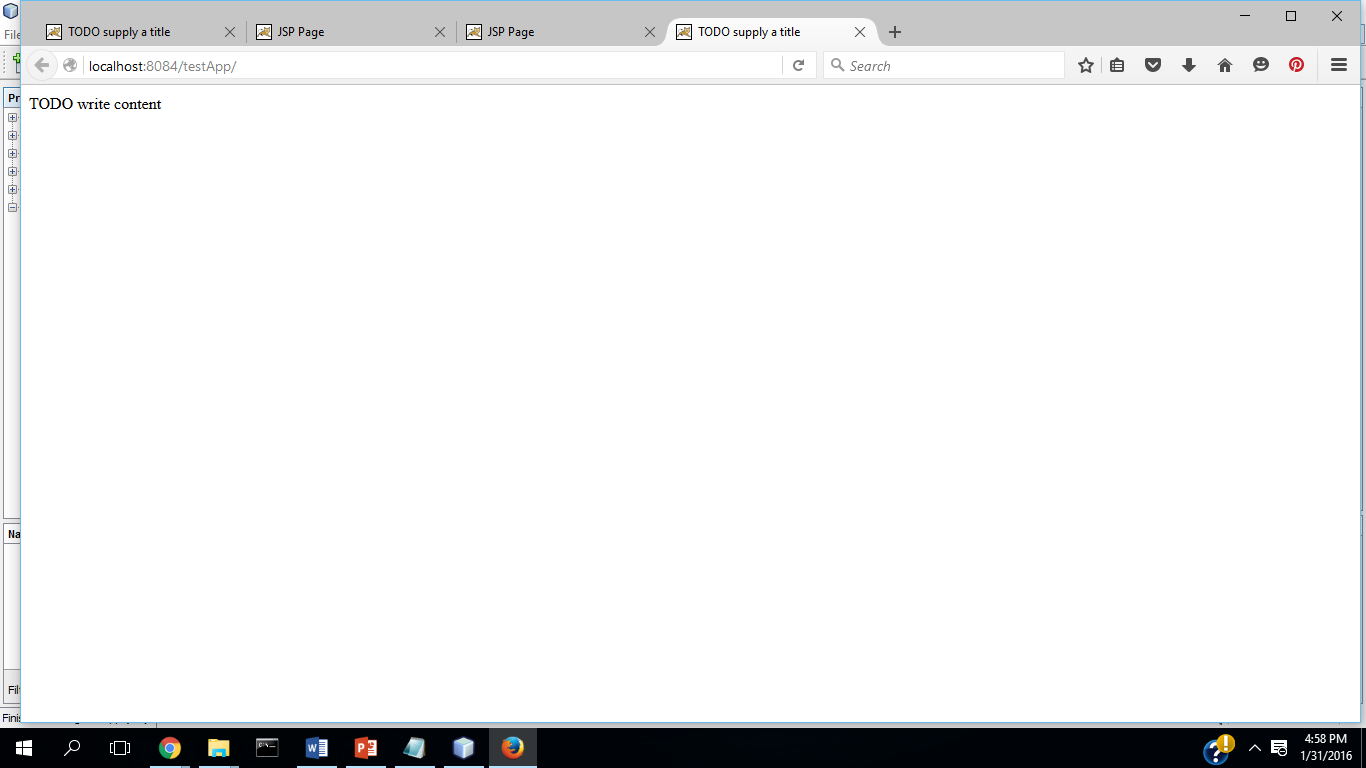 File
TODO supply a title
JSP Page
JSP Page
TODO supply a title
localhost:8084/testApp/
Search
Pr
TODO write content
Na
Fil
Finis
4:58 PM
1/31/2016